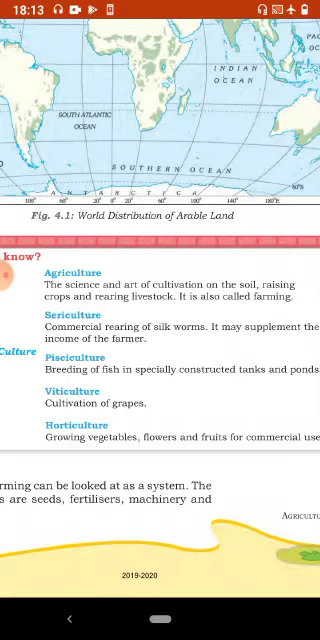 18:13
INDIAN
OCEAN
PAC
OC
SOUTH ATLANTIC
OCEAN
SOUTHERN OCEAN
60°S
ANTARCTICA
100° 60° 20° 0° 20° 60° 100° 140° 180°E
Fig. 4.1: World Distribution of Arable Land
know?
Agriculture
The science and art of cultivation on the soil, raising
crops and rearing livestock. It is also called farming.
Sericulture
Commercial rearing of silk worms. It may supplement the
income of the farmer.
Culture
Pisciculture
Breeding of fish in specially constructed tanks and ponds
Viticulture
Cultivation of grapes.
Horticulture
Growing vegetables, flowers and fruits for commercial use
rming can be looked at as a system. The
s are seeds, fertilisers, machinery and
AGRICULTU
2019-2020